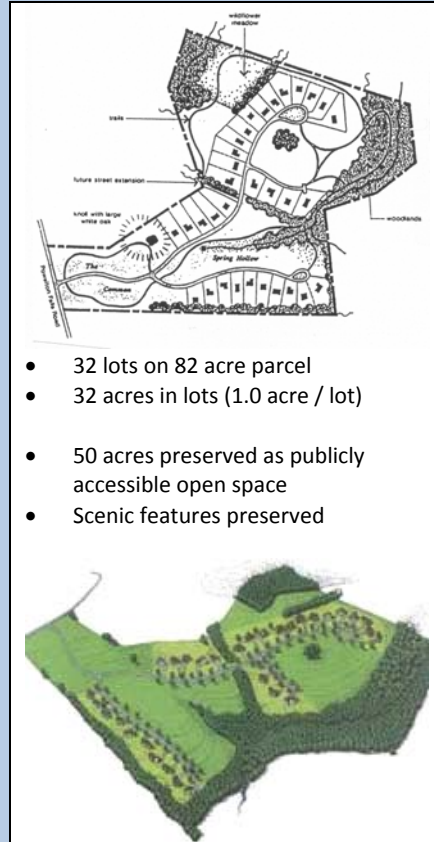 wildflower
meadow
trails
future street extension
knoll with large
white oak
woodlands
The
Common
Spring Hollow
• 32 lots on 82 acre parcel
• 32 acres in lots (1.0 acre / lot)
• 50 acres preserved as publicly
accessible open space
• Scenic features preserved